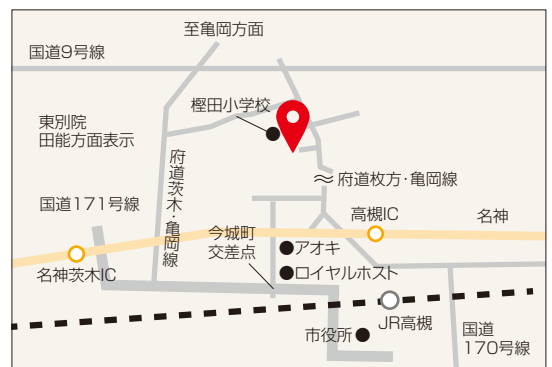 至亀岡方面
国道9号線
樫田小学校
東別院
田能方面表示
府道茨木・亀岡線
府道枚方・亀岡線
国道171号線
高槻IC
名神
今城町
交差点
アオキ
名神茨木IC
ロイヤルホスト
JR高槻
市役所
国道
170号線